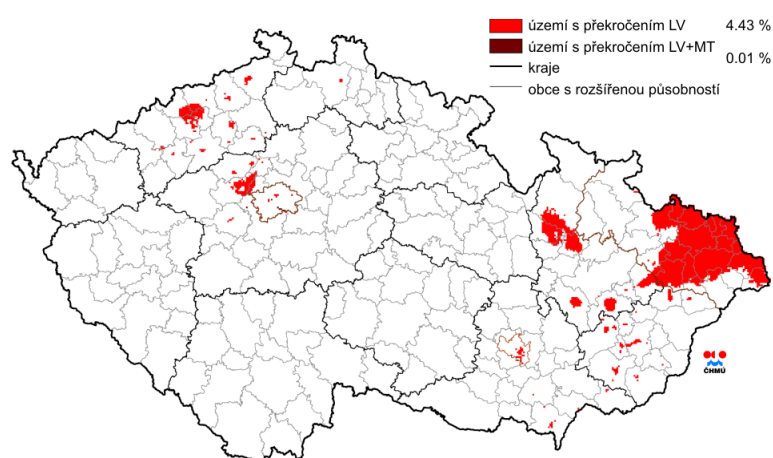 území s překročením LV 4.43 %
území s překročením LV+MT 0.01 %
kraje
obce s rozšířenou působností
ČHMÚ